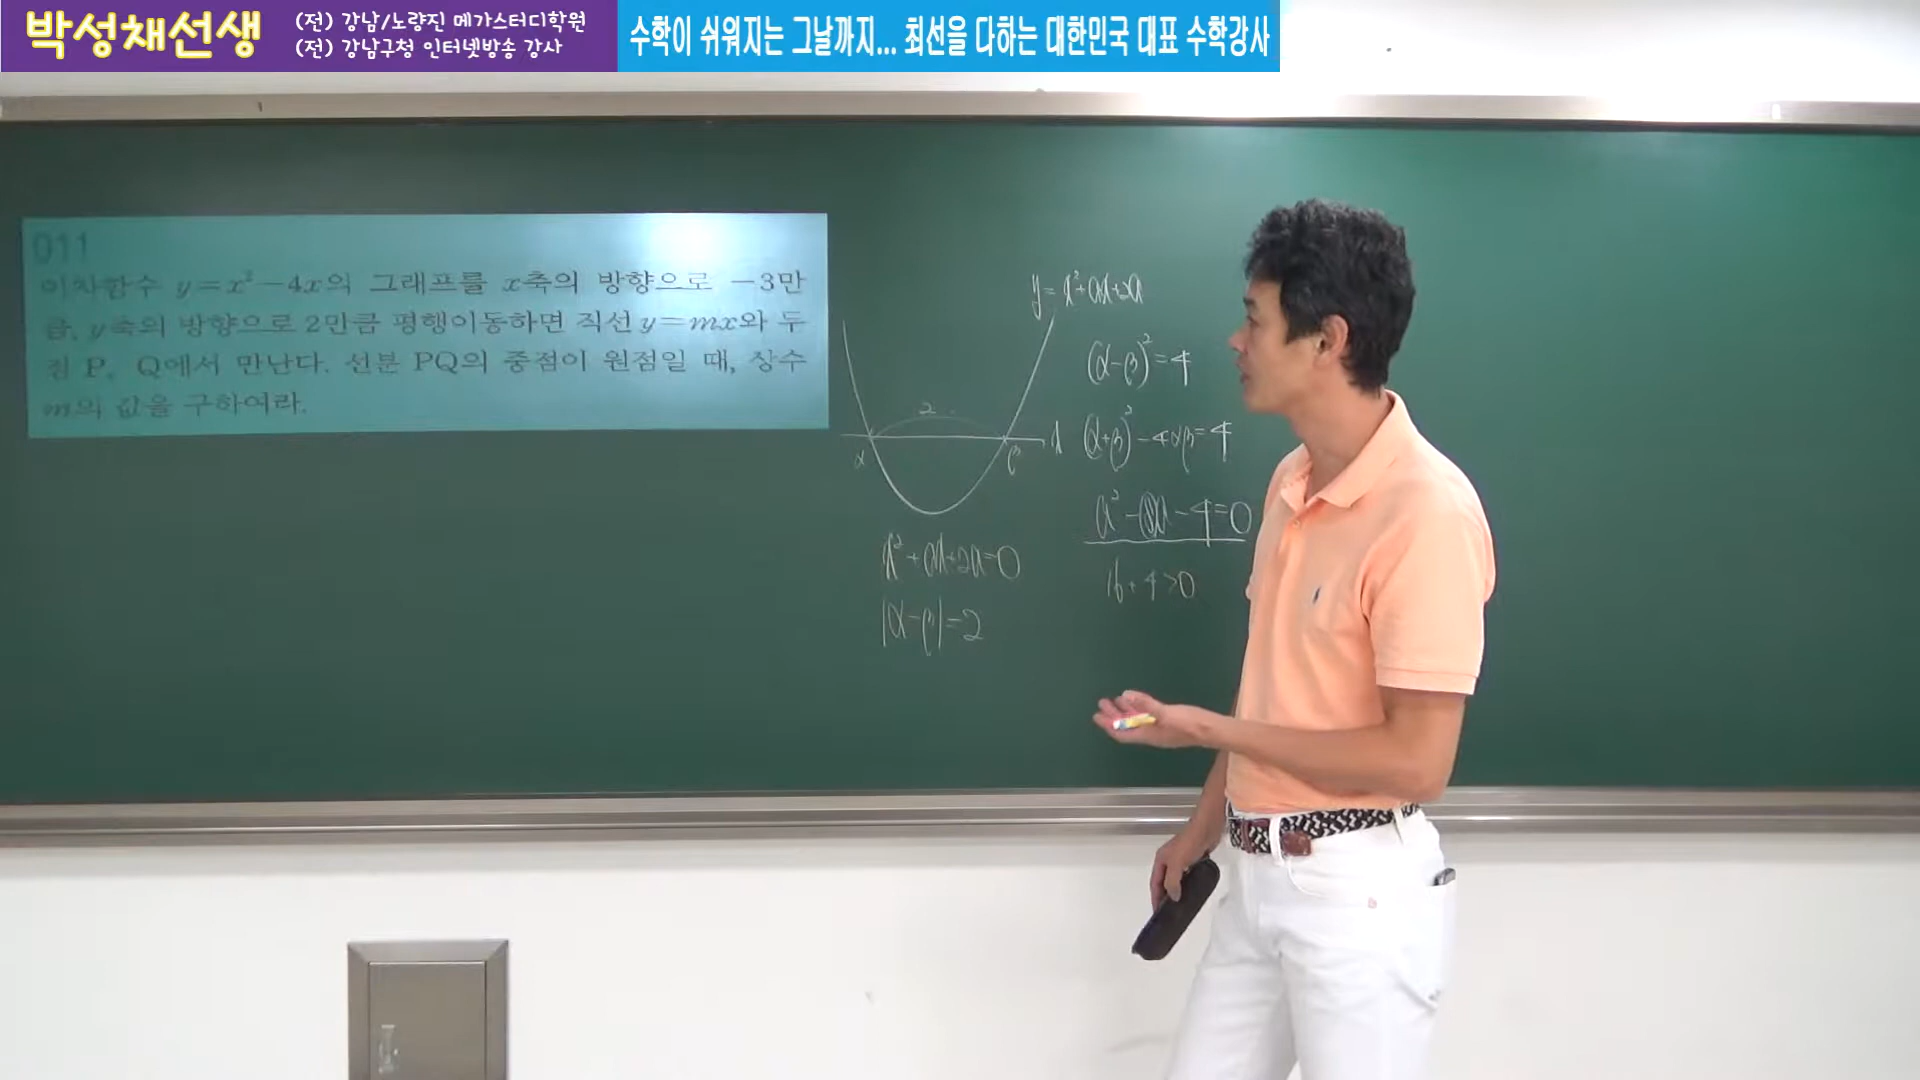 박성채선생
(전) 강남/노량진 메가스터디학원
(전) 강남구청 인터넷방송 강사
수학이 쉬워지는 그날까지... 최선을 다하는 대한민국 대표 수학강사
011
이차함수 y=x²-4x의 그래프를 x축의 방향으로 -3만
큼, y축의 방향으로 2만큼 평행이동하면 직선 y=mx와 두
점 P, Q에서 만난다. 선분 PQ의 중점이 원점일 때, 상수
m의 값을 구하여라.
y=x²+ax+2a
(α-β)²=4
2
α
β
x
(α+β)²-4αβ=4
a²-8a-4=0
x²+ax+2a=0
16+4>0
|α-β|=2